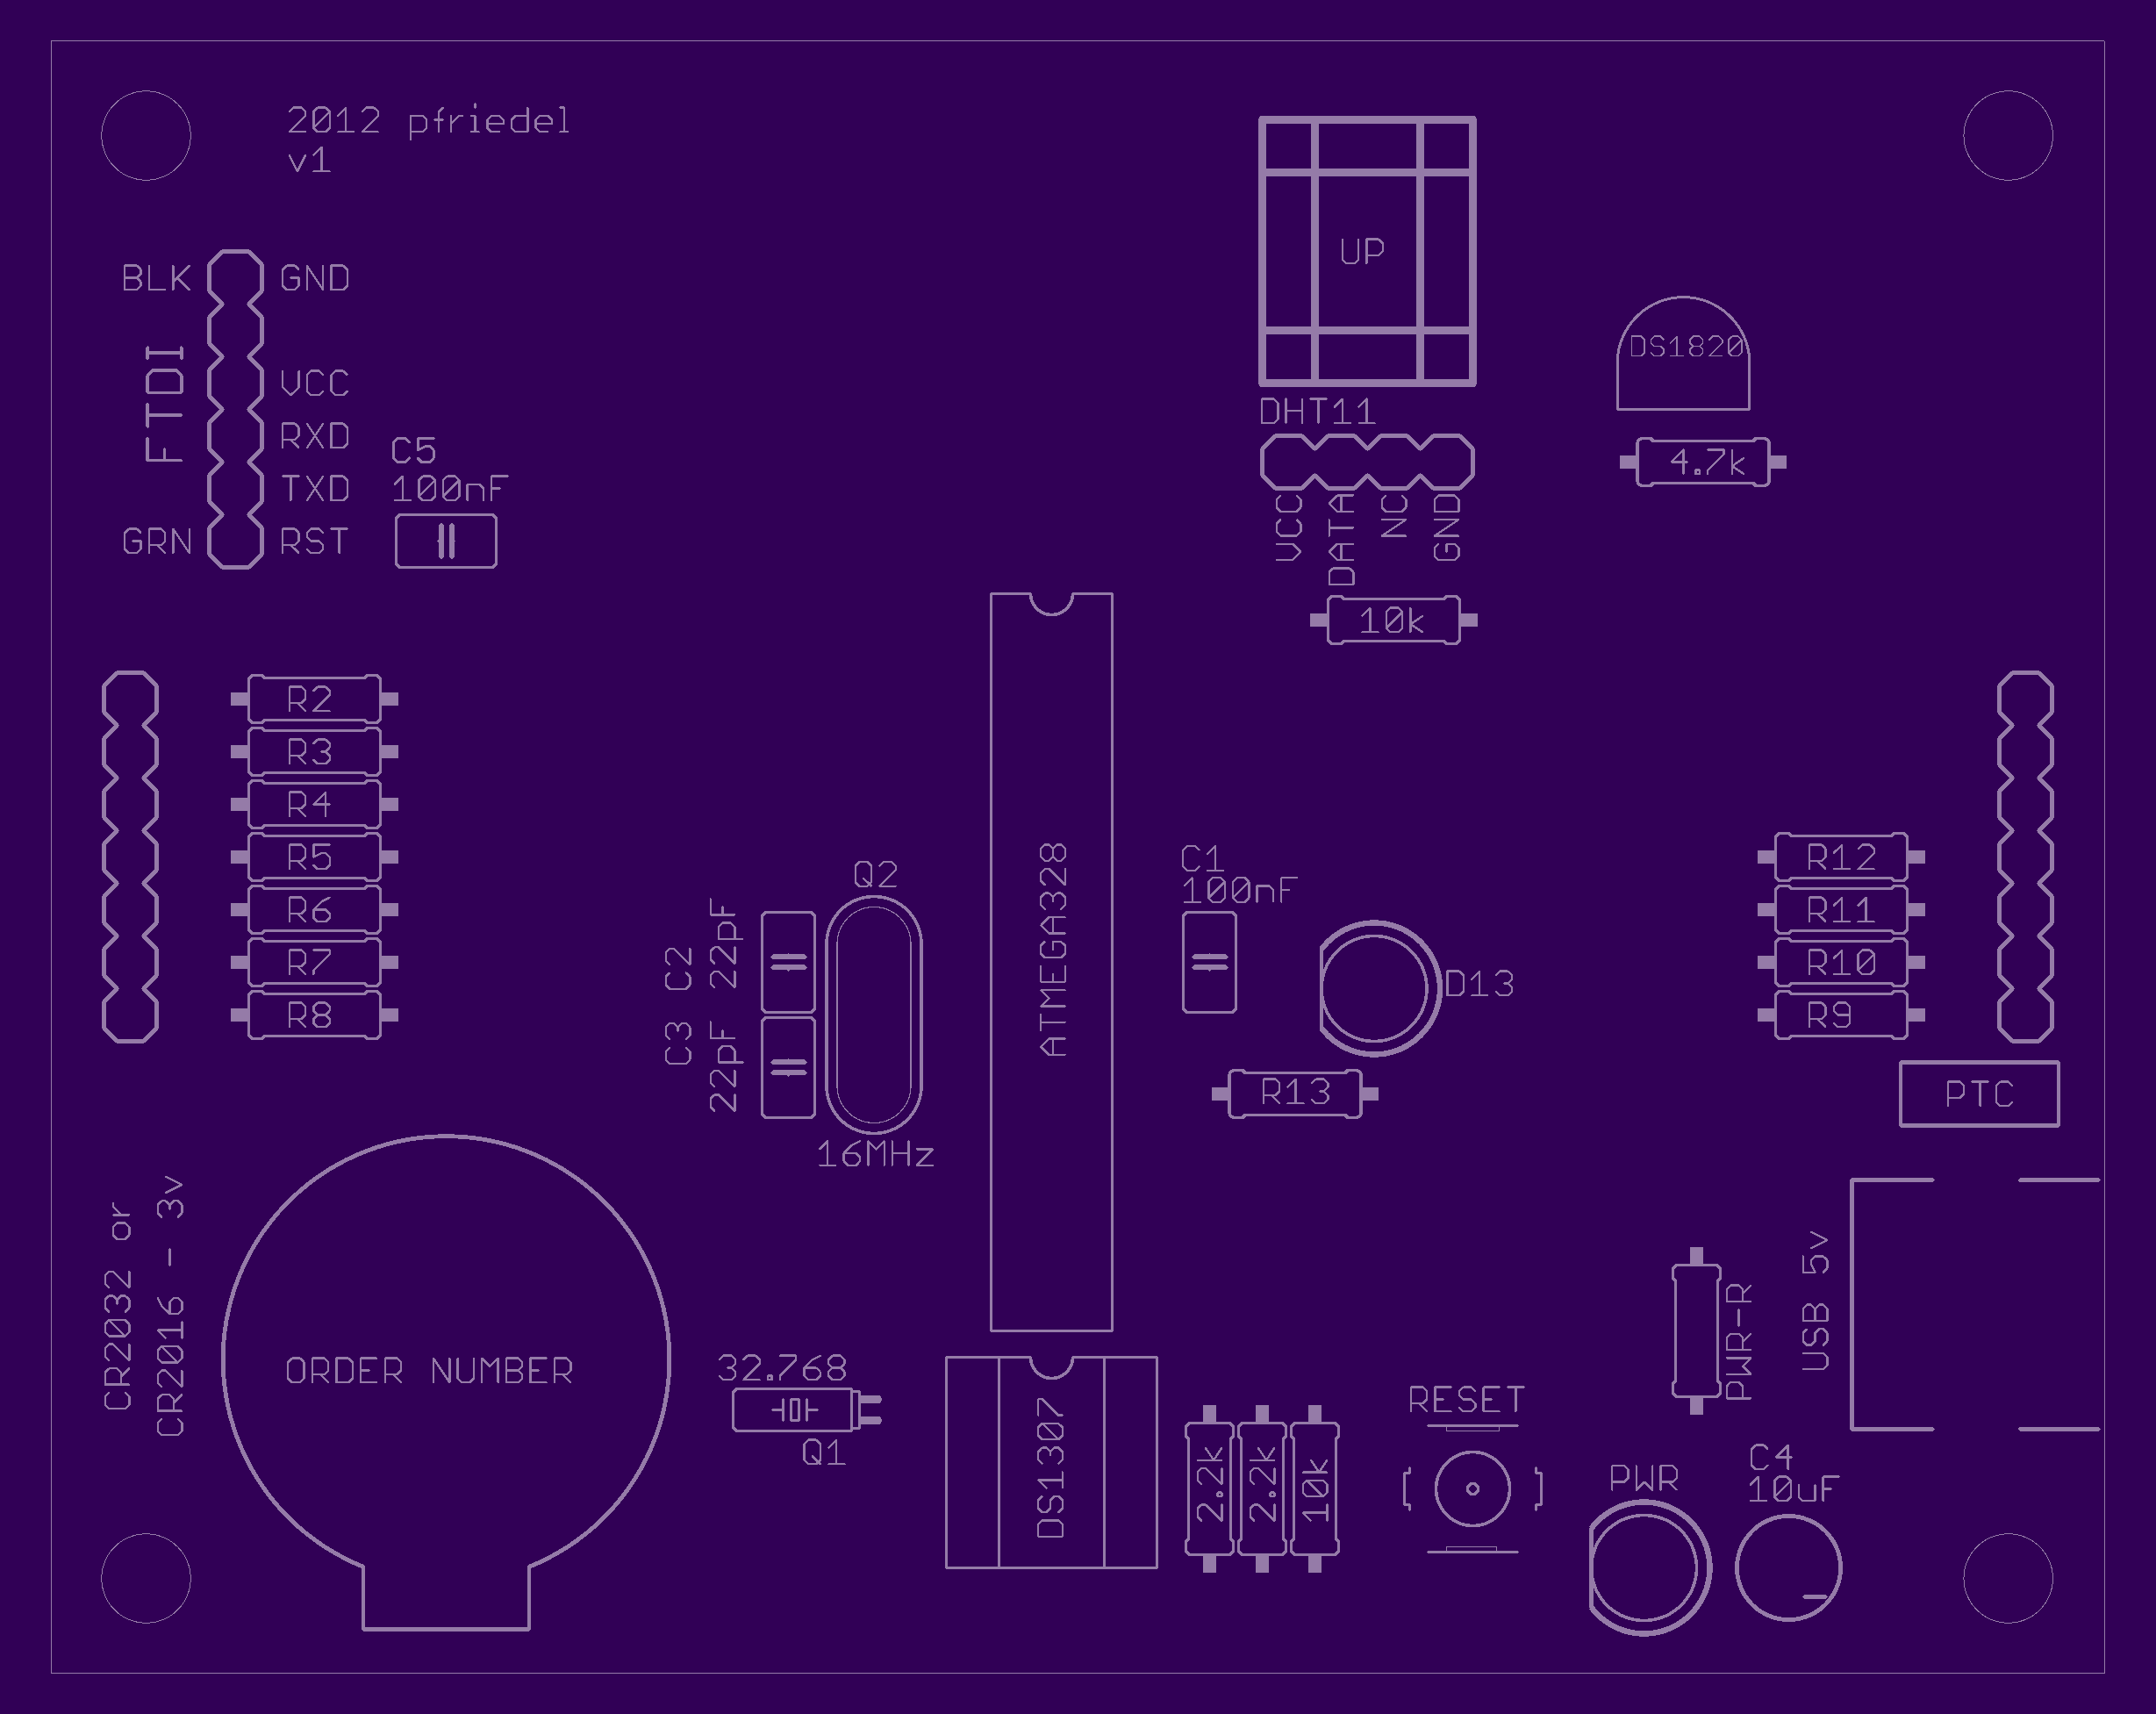 2012 pfriedel
v1
UP
BLK
GND
FTDI
VCC
RXD
TXD
GRN
RST
C5
100nF
DHT11
VCC
DATA
NC
GND
10k
DS1820
4.7k
R2
R3
R4
R5
R6
R7
R8
Q2
16MHz
C2
22pF
C3
22pF
ATMEGA328
C1
100nF
D13
R13
R12
R11
R10
R9
PTC
CR2032 or
CR2016 - 3v
ORDER NUMBER
32.768
Q1
DS1307
2.2k
2.2k
10k
RESET
PWR-R
USB 5v
PWR
C4
10uF